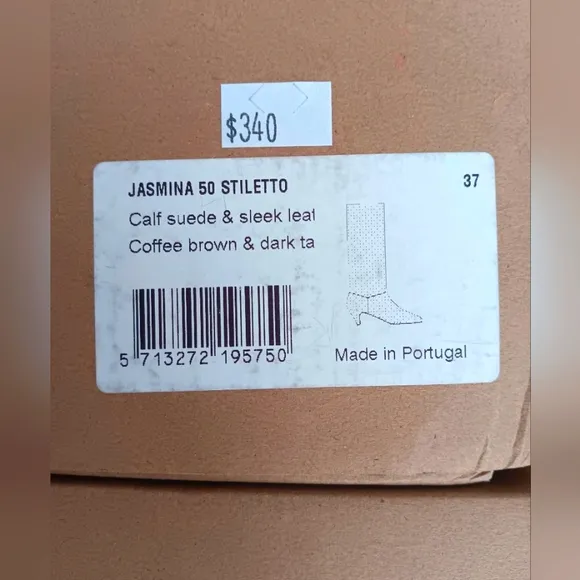 $340
JASMINA 50 STILETTO 37
Calf suede & sleek leat
Coffee brown & dark ta
5 713272 195750
Made in Portugal